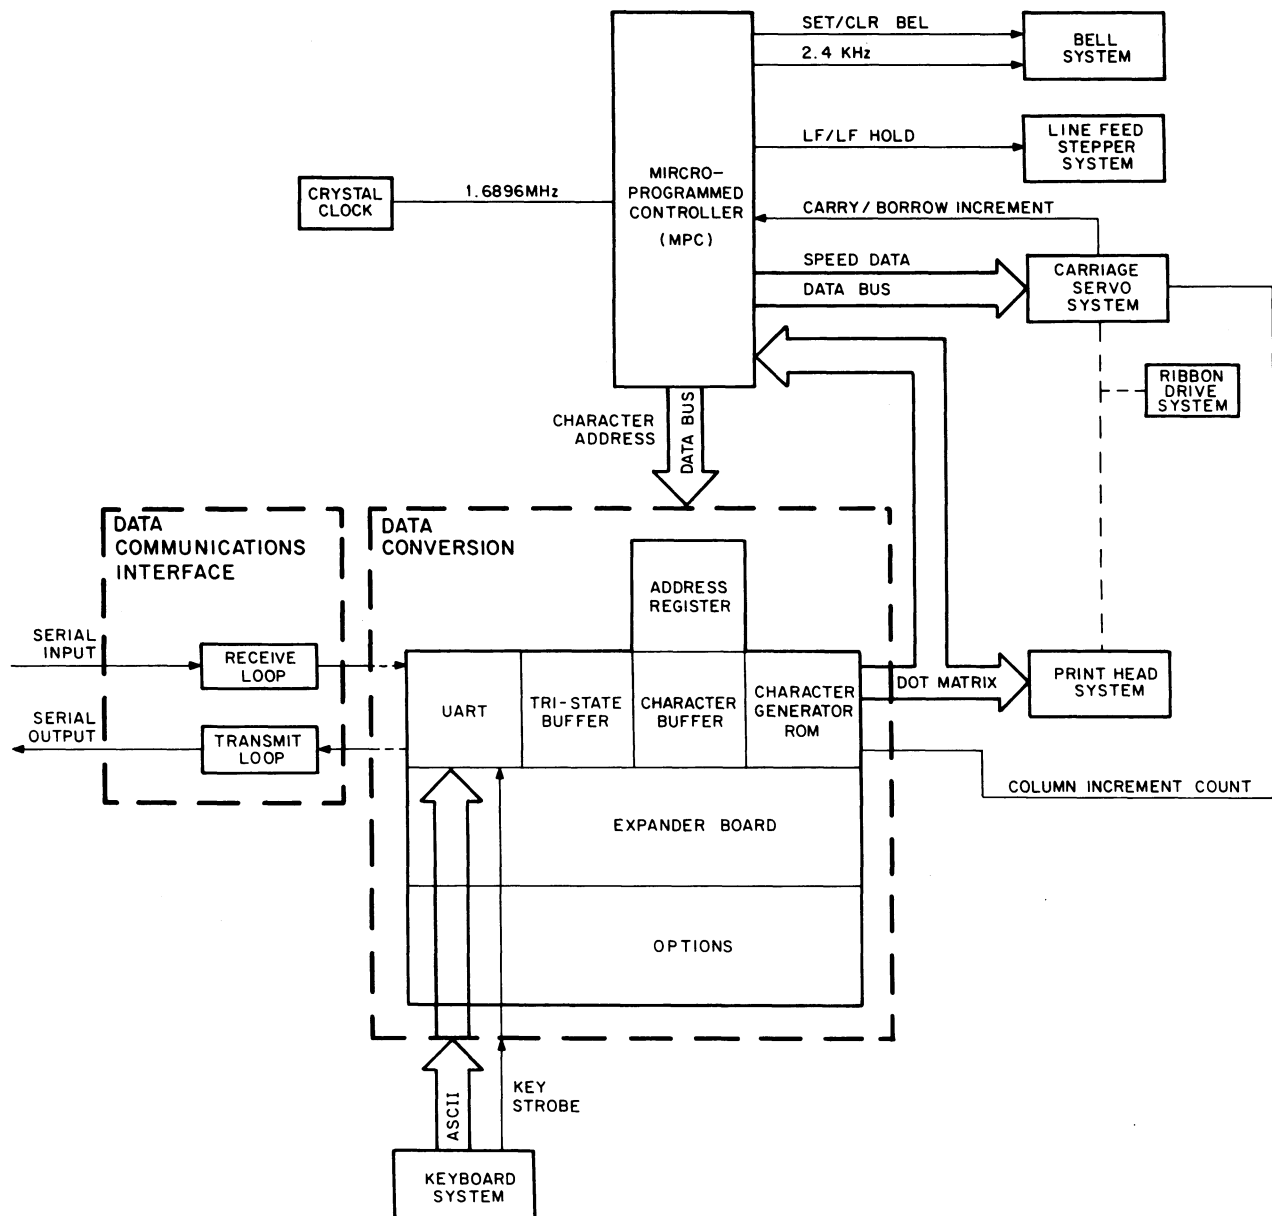 SET/CLR BEL
2.4 KHz
BELL
SYSTEM
LF/LF HOLD
LINE FEED
STEPPER
SYSTEM
MIRCRO-
PROGRAMMED
CONTROLLER
(MPC)
CRYSTAL
CLOCK
1.6896MHz
CARRY/BORROW INCREMENT
SPEED DATA
DATA BUS
CARRIAGE
SERVO
SYSTEM
RIBBON
DRIVE
SYSTEM
CHARACTER
ADDRESS
DATA BUS
DATA
COMMUNICATIONS
INTERFACE
DATA
CONVERSION
ADDRESS
REGISTER
SERIAL
INPUT
RECEIVE
LOOP
UART
TRI-STATE
BUFFER
CHARACTER
BUFFER
CHARACTER
GENERATOR
ROM
DOT MATRIX
PRINT HEAD
SYSTEM
SERIAL
OUTPUT
TRANSMIT
LOOP
COLUMN INCREMENT COUNT
EXPANDER BOARD
OPTIONS
ASCII
KEY
STROBE
KEYBOARD
SYSTEM